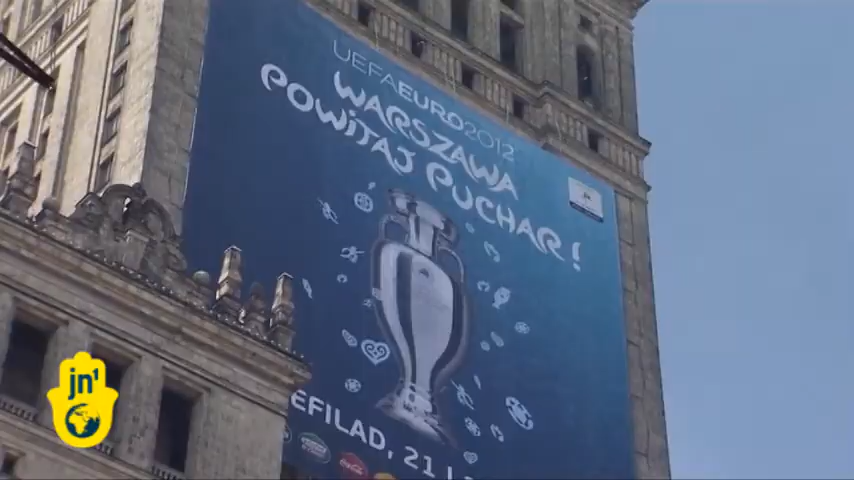 UEFAEURO2012
WARSZAWA
POWITAJ PUCHAR!
EFILAD, 21 L
jn1